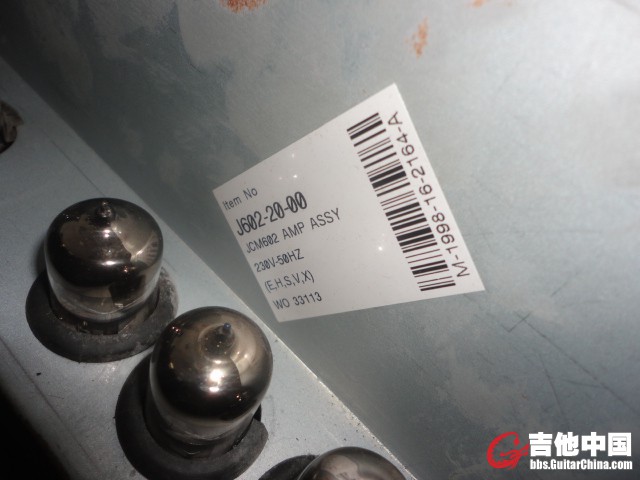 Item No
J602-20-00
JCM602 AMP ASSY
230V-50HZ
(E,H,S,V,X)
WO 33113
M-1998-16-2164-A
吉他中国
bbs.GuitarChina.com